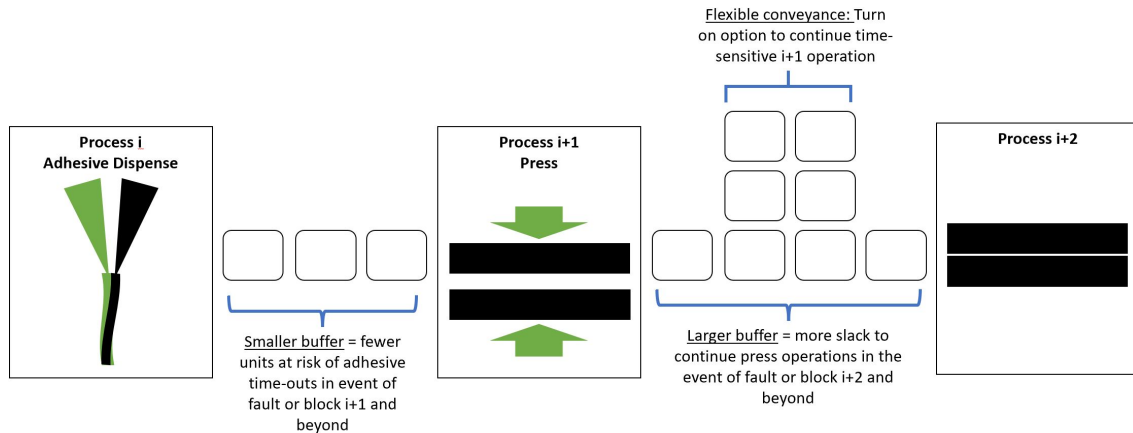 Flexible conveyance: Turn
on option to continue time-
sensitive i+1 operation
Process i
Adhesive Dispense
Process i+1
Press
Process i+2
Smaller buffer = fewer
units at risk of adhesive
time-outs in event of
fault or block i+1 and
beyond
Larger buffer = more slack to
continue press operations in the
event of fault or block i+2 and
beyond